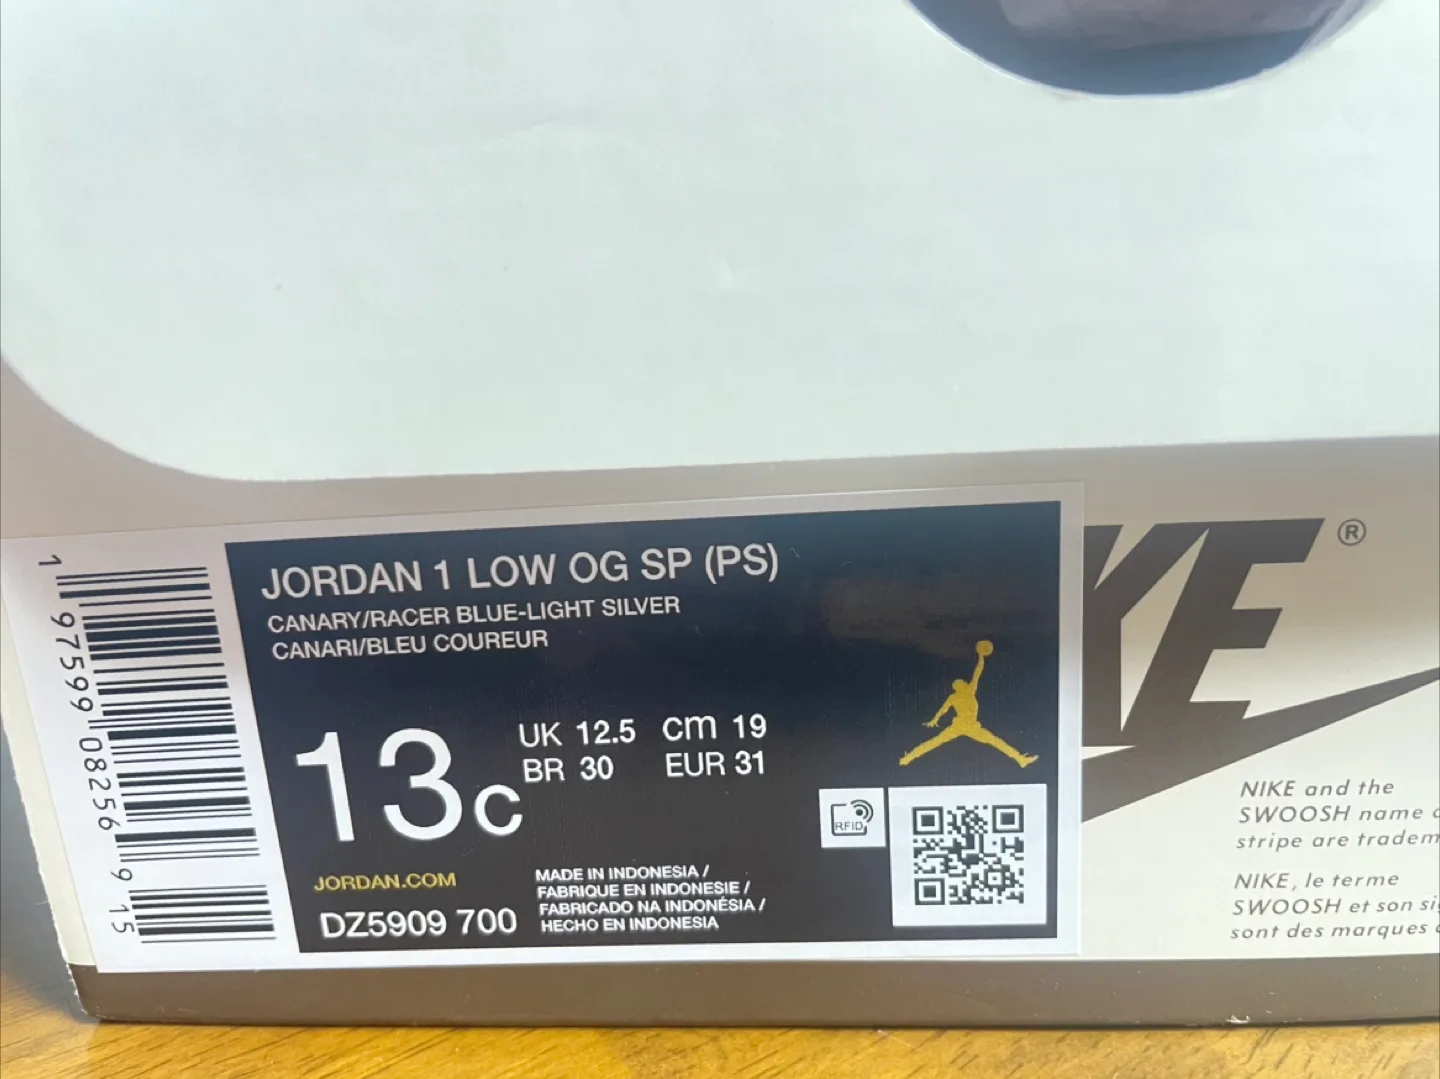 JORDAN 1 LOW OG SP (PS)
CANARY/RACER BLUE-LIGHT SILVER
CANARI/BLEU COUREUR
13C
UK 12.5 CM 19
BR 30 EUR 31
RFID
JORDAN.COM
DZ5909 700
MADE IN INDONESIA /
FABRIQUE EN INDONESIE /
FABRICADO NA INDONÉSIA /
HECHO EN INDONESIA
1 97599 08256 9 15
KE®
NIKE and the
SWOOSH name
stripe are tradem
NIKE, le terme
SWOOSH et son si
sont des marques